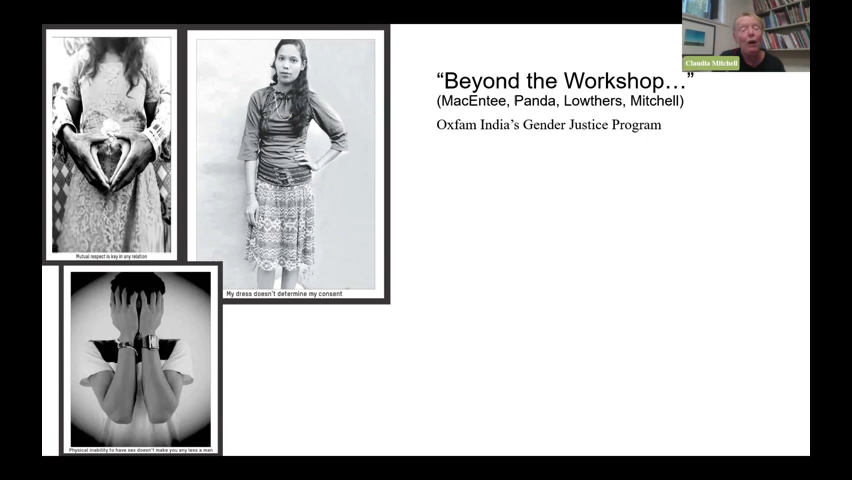 Claudia Mitchell
“Beyond the Workshop…”
(MacEntee, Panda, Lowthers, Mitchell)
Oxfam India’s Gender Justice Program
Mutual respect is key in any relation
My dress doesn't determine my consent
Physical inability to have sex doesn't make you any less a man